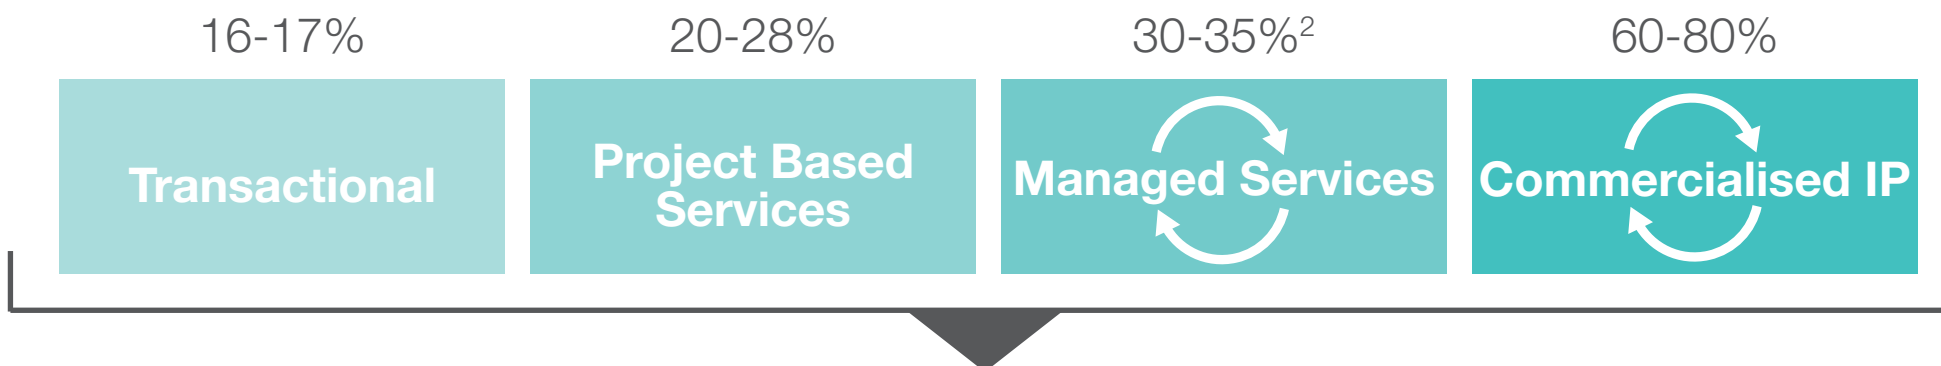 16-17%
20-28%
30-35%²
60-80%
Transactional
Project Based
Services
Managed Services
Commercialised IP